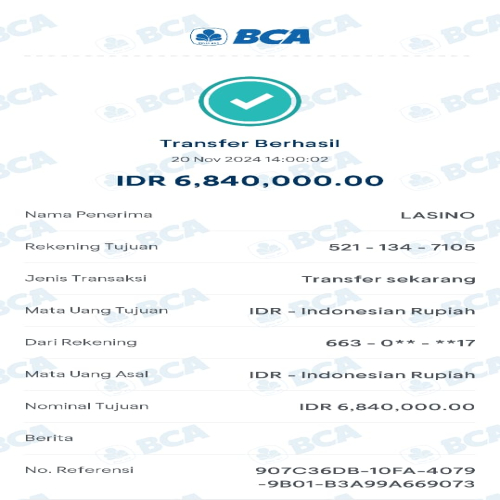 BCA
Transfer Berhasil
20 Nov 2024 14:00:02
IDR 6,840,000.00
Nama Penerima LASINO
Rekening Tujuan 521 - 134 - 7105
Jenis Transaksi Transfer sekarang
Mata Uang Tujuan IDR - Indonesian Rupiah
Dari Rekening 663 - 0** - **17
Mata Uang Asal IDR - Indonesian Rupiah
Nominal Tujuan IDR 6,840,000.00
Berita
No. Referensi 907C36DB-10FA-4079
-9B01-B3A99A669073